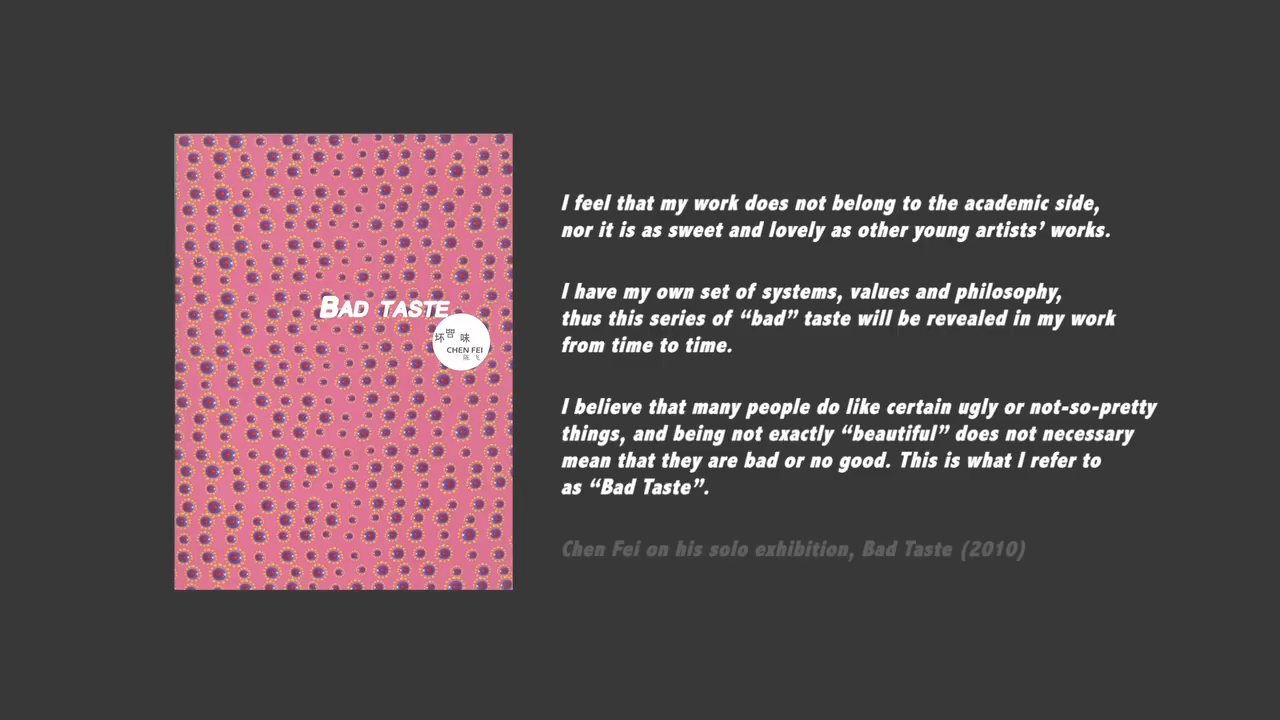 BAD TASTE
坏習味
CHEN FEI
陈飞
I feel that my work does not belong to the academic side,
nor it is as sweet and lovely as other young artists’ works.
I have my own set of systems, values and philosophy,
thus this series of “bad” taste will be revealed in my work
from time to time.
I believe that many people do like certain ugly or not-so-pretty
things, and being not exactly “beautiful” does not necessary
mean that they are bad or no good. This is what I refer to
as “Bad Taste”.
Chen Fei on his solo exhibition, Bad Taste (2010)